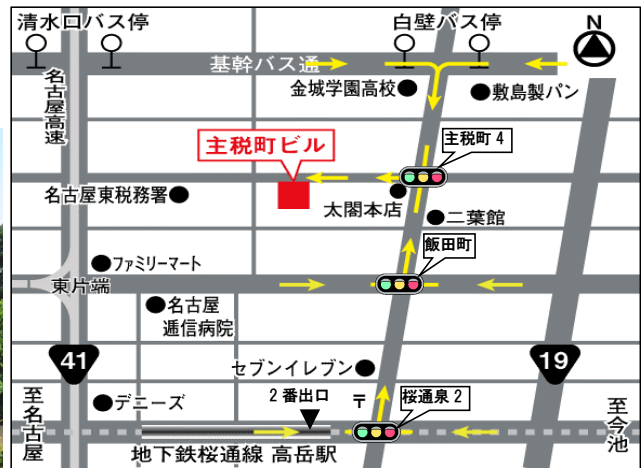 清水口バス停
白壁バス停
N
基幹バス通
名古屋高速
金城学園高校
敷島製パン
主税町ビル
主税町 4
名古屋東税務署
太閤本店
二葉館
飯田町
ファミリーマート
東片端
名古屋
逓信病院
セブンイレブン
41
19
2 番出口
〒
桜通泉 2
デニーズ
至名古屋
至今池
地下鉄桜通線 高岳駅